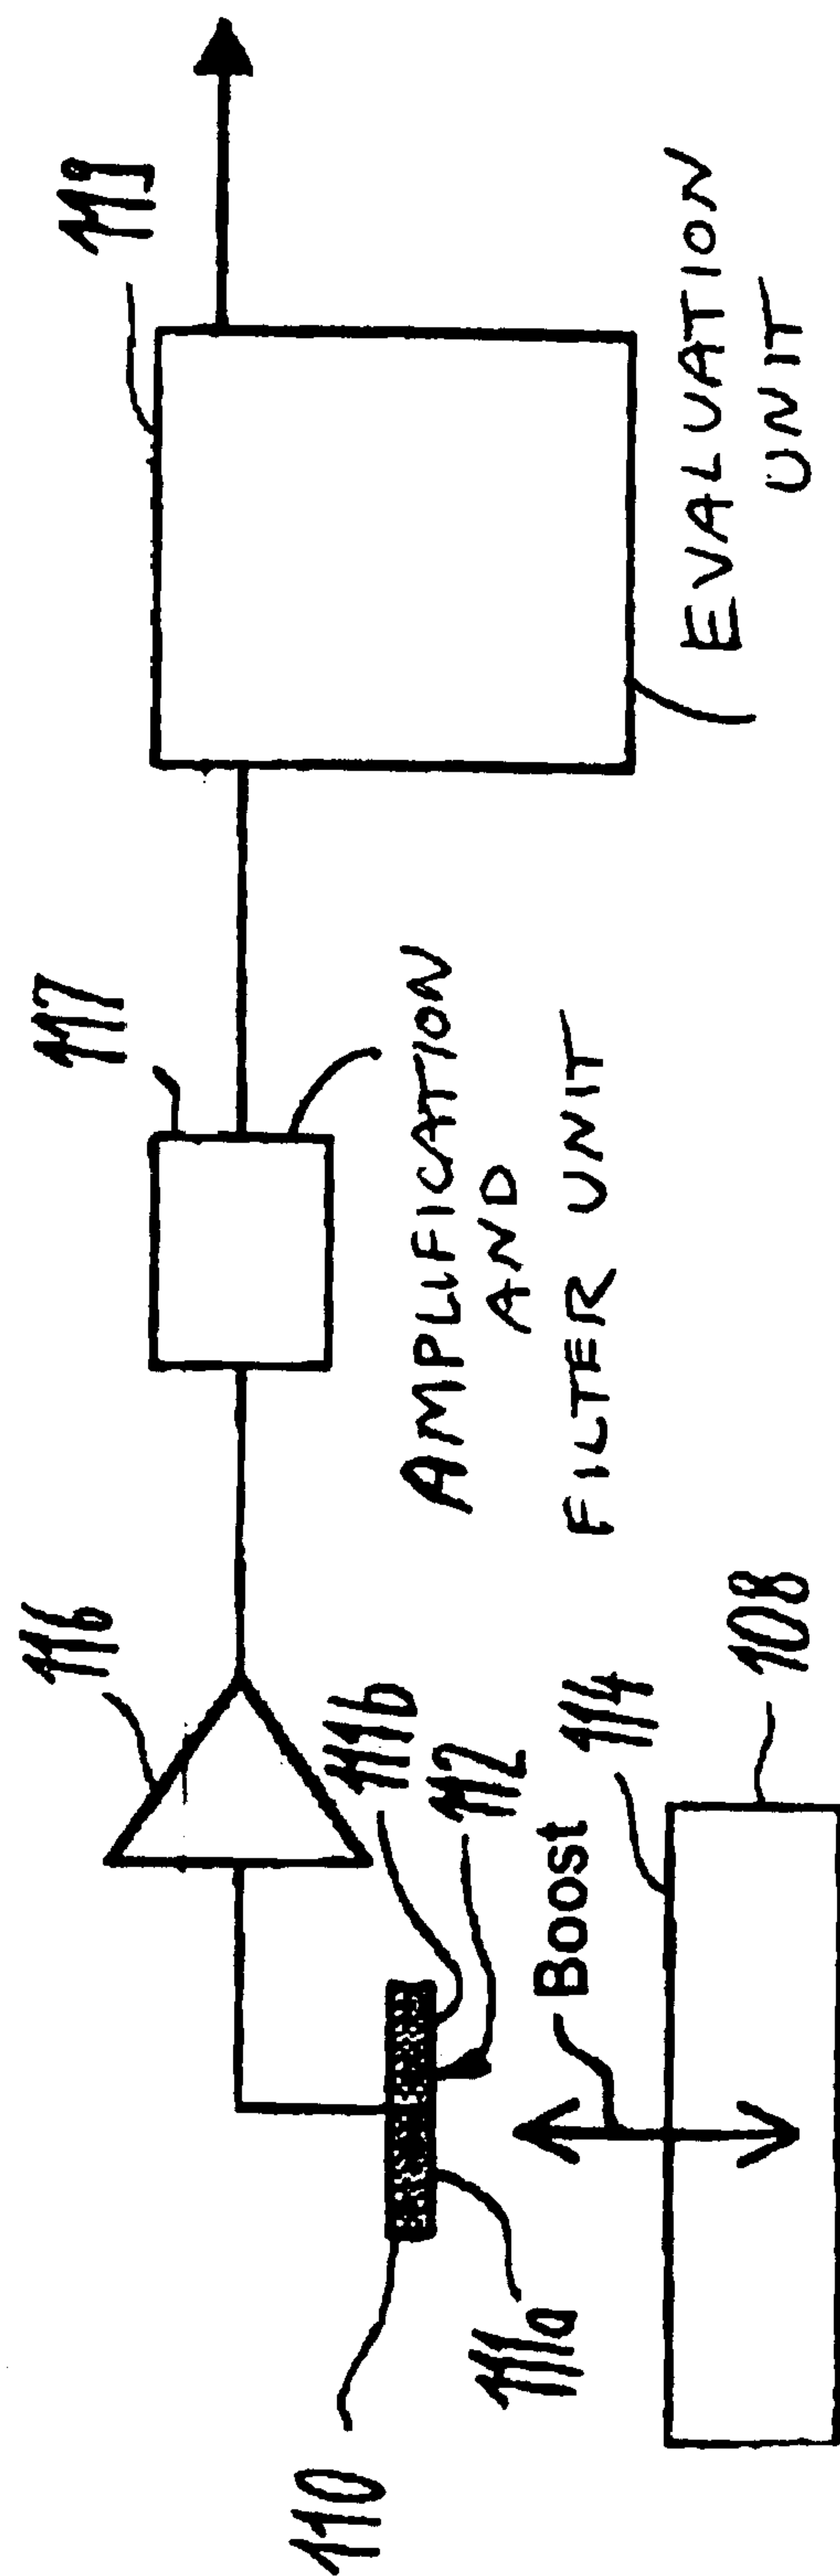 116
117
119
110
111a
111b
112
Boost
114
108
AMPLIFICATION
AND
FILTER UNIT
EVALUATION
UNIT